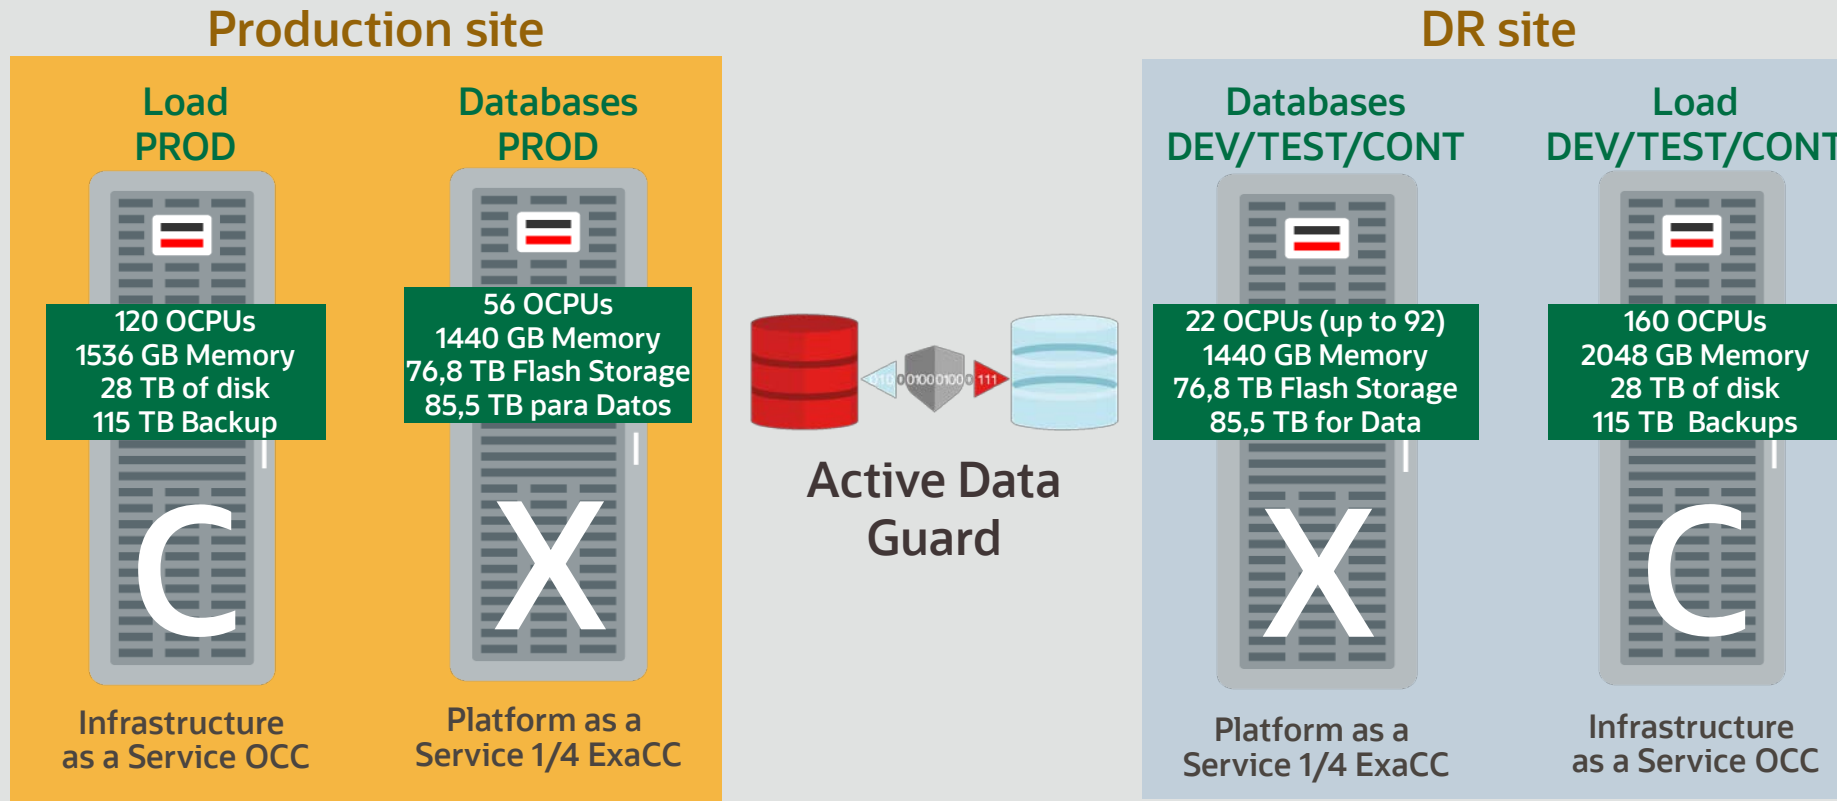 Production site
Load
PROD
120 OCPUs
1536 GB Memory
28 TB of disk
115 TB Backup
C
Infrastructure
as a Service OCC
Databases
PROD
56 OCPUs
1440 GB Memory
76,8 TB Flash Storage
85,5 TB para Datos
X
Platform as a
Service 1/4 ExaCC
010 0010001000 111
Active Data
Guard
DR site
Databases
DEV/TEST/CONT
22 OCPUs (up to 92)
1440 GB Memory
76,8 TB Flash Storage
85,5 TB for Data
X
Platform as a
Service 1/4 ExaCC
Load
DEV/TEST/CONT
160 OCPUs
2048 GB Memory
28 TB of disk
115 TB Backups
C
Infrastructure
as a Service OCC